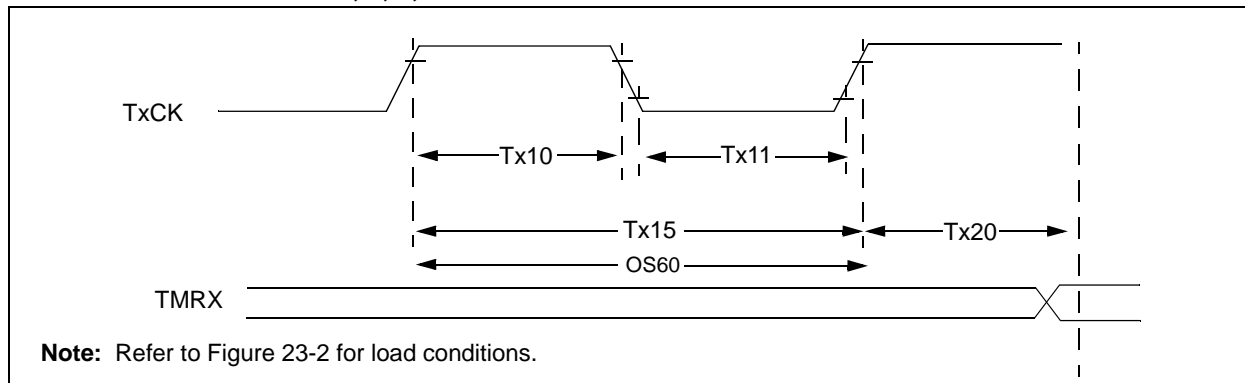 TxCK
Tx10
Tx11
Tx15
Tx20
OS60
TMRX
Note: Refer to Figure 23-2 for load conditions.